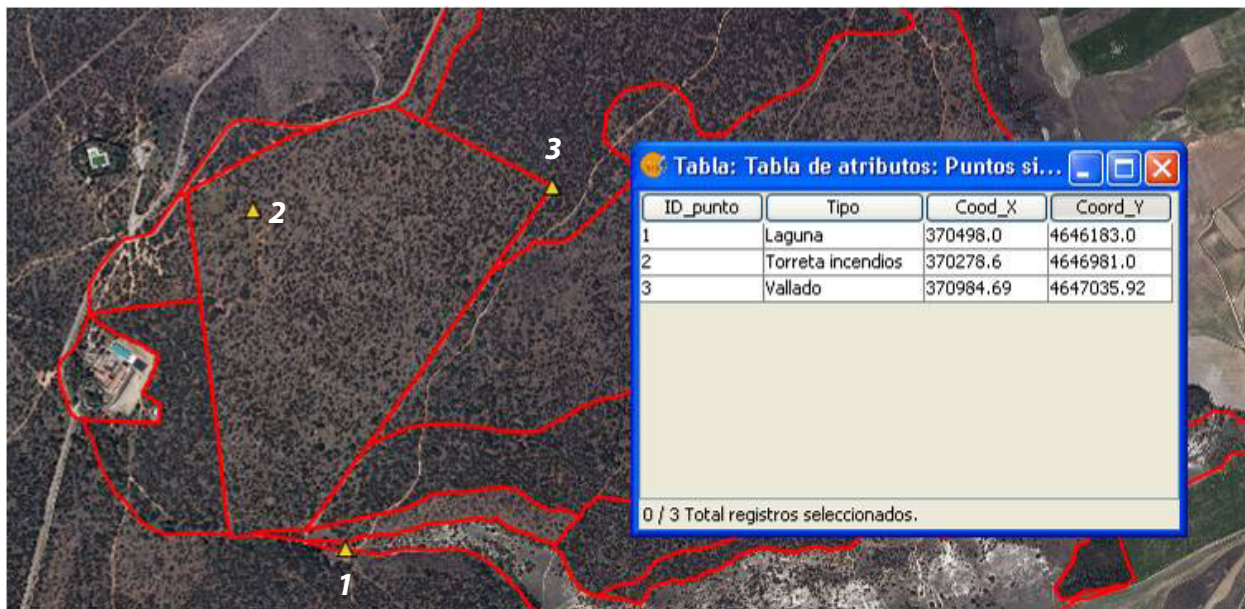 3
2
1
Tabla: Tabla de atributos: Puntos si...
ID_punto Tipo Cood_X Coord_Y
1 Laguna 370498.0 4646183.0
2 Torreta incendios 370278.6 4646981.0
3 Vallado 370984.69 4647035.92
0 / 3 Total registros seleccionados.